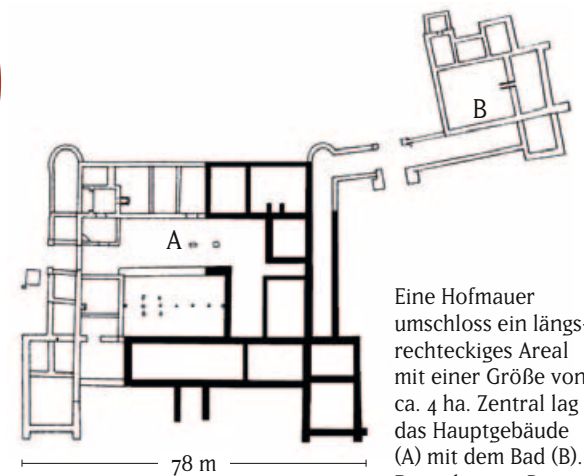 B
A
78 m
Eine Hofmauer
umschloss ein längs-
rechteckiges Areal
mit einer Größe von
ca. 4 ha. Zentral lag
das Hauptgebäude
(A) mit dem Bad (B).